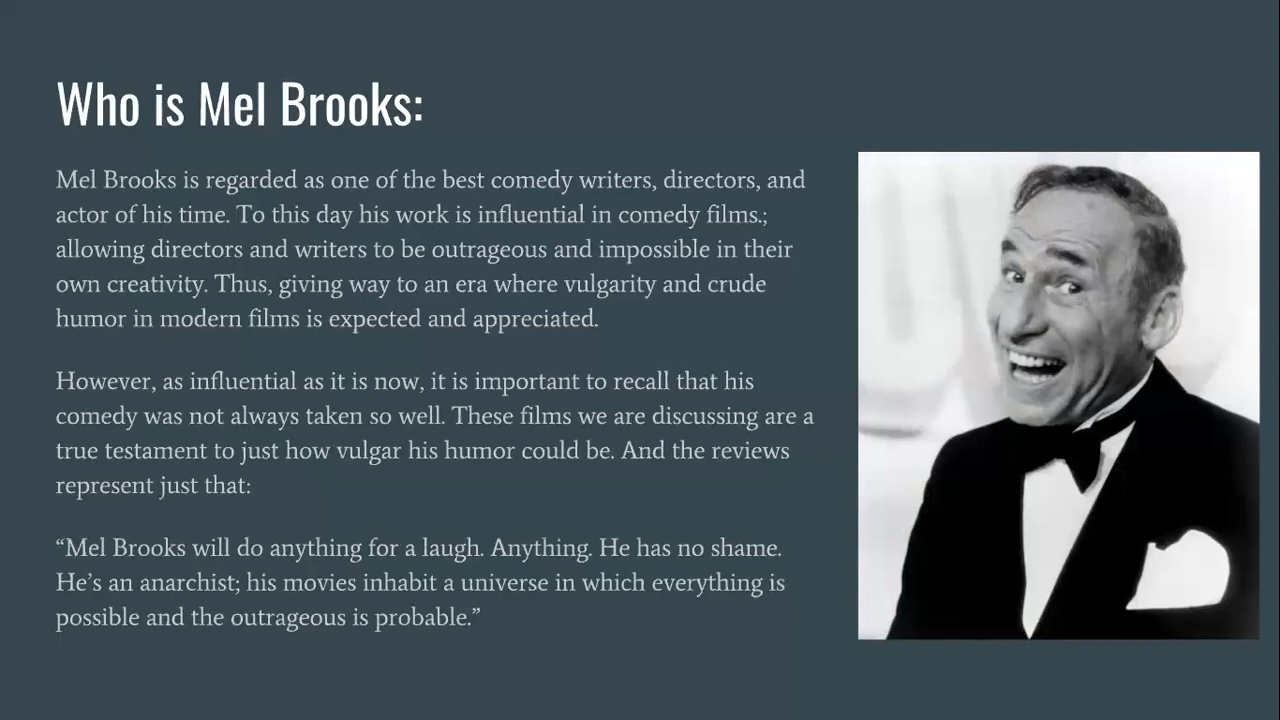 Who is Mel Brooks:
Mel Brooks is regarded as one of the best comedy writers, directors, and
actor of his time. To this day his work is influential in comedy films.;
allowing directors and writers to be outrageous and impossible in their
own creativity. Thus, giving way to an era where vulgarity and crude
humor in modern films is expected and appreciated.
However, as influential as it is now, it is important to recall that his
comedy was not always taken so well. These films we are discussing are a
true testament to just how vulgar his humor could be. And the reviews
represent just that:
“Mel Brooks will do anything for a laugh. Anything. He has no shame.
He’s an anarchist; his movies inhabit a universe in which everything is
possible and the outrageous is probable.”